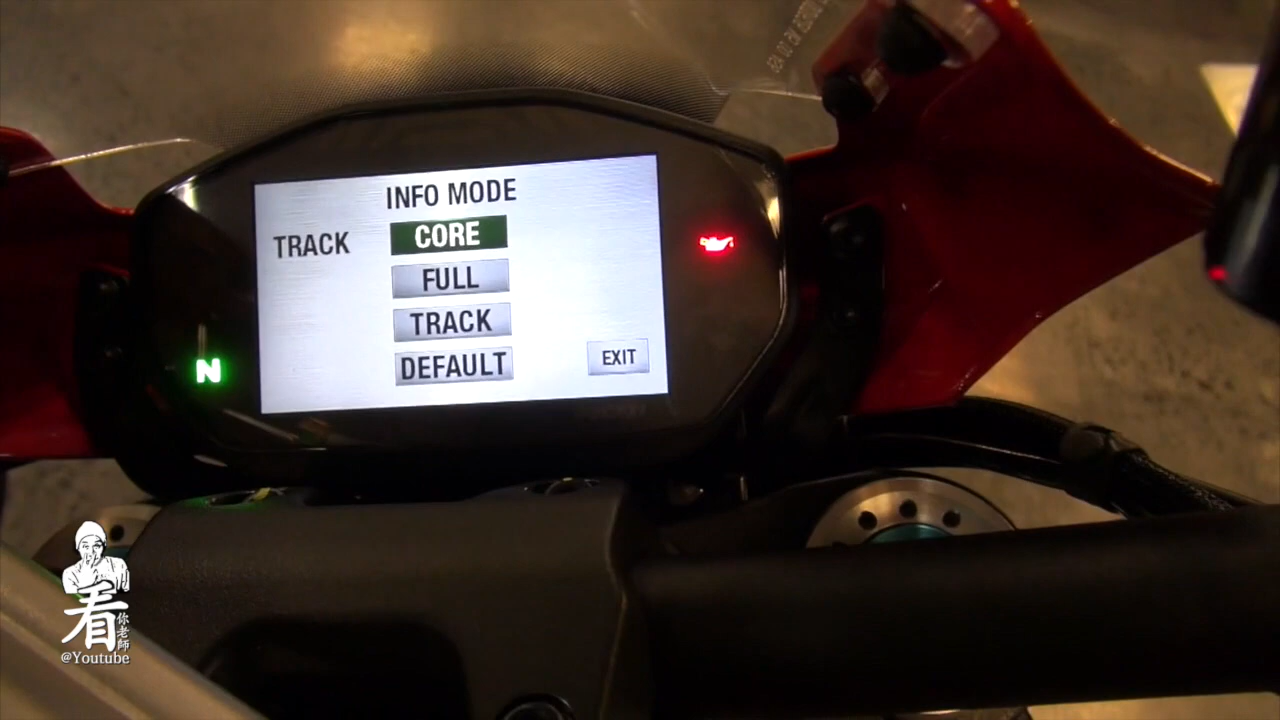 INFO MODE
TRACK
CORE
FULL
TRACK
DEFAULT
EXIT
N
看
你老師
@Youtube